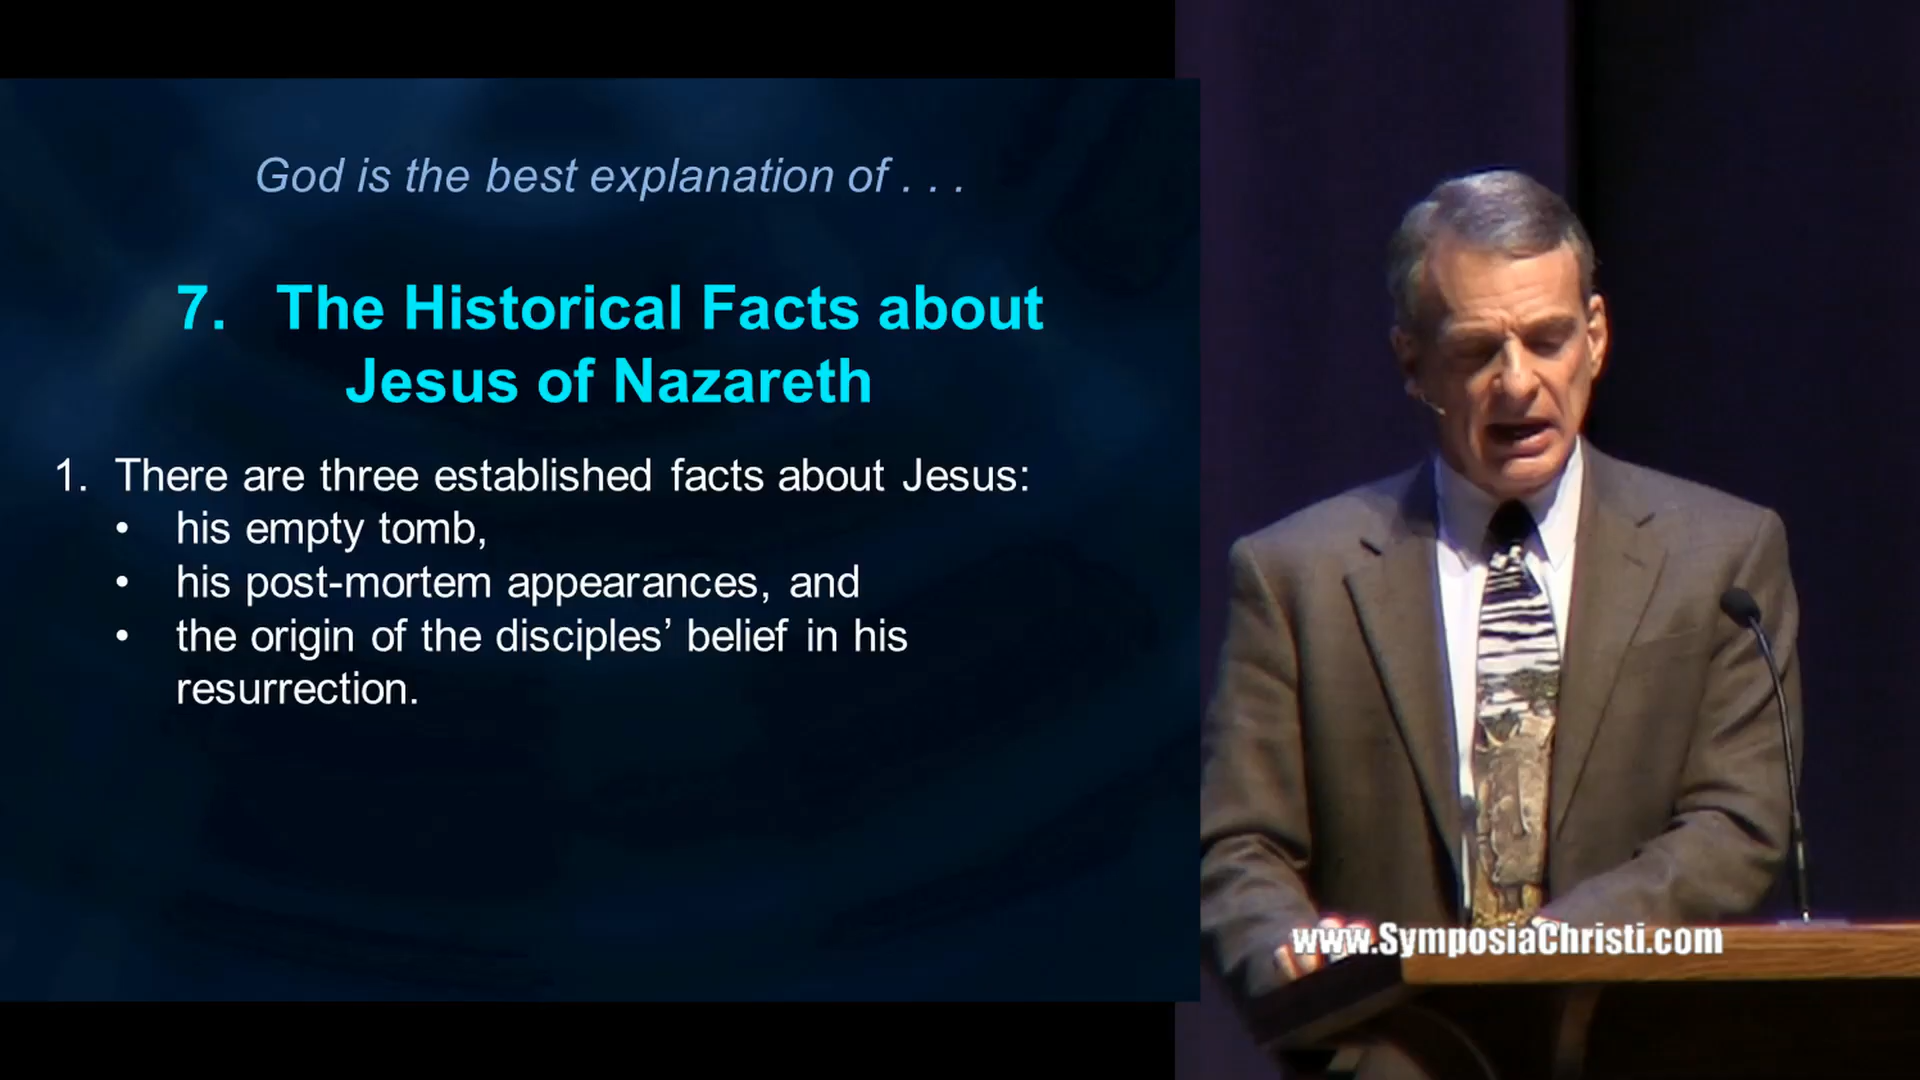 God is the best explanation of . . .
7. The Historical Facts about
Jesus of Nazareth
1. There are three established facts about Jesus:
• his empty tomb,
• his post-mortem appearances, and
• the origin of the disciples’ belief in his
resurrection.
www.SymposiaChristi.com